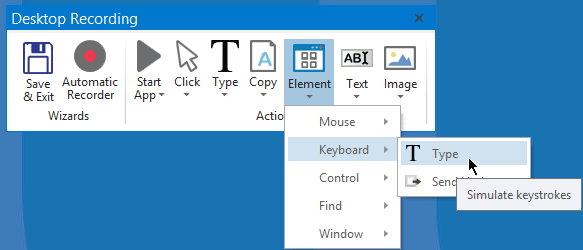 Desktop Recording
Save & Exit
Automatic Recorder
Start App
Click
Type
Copy
Element
Text
Image
Wizards
Mouse
Keyboard
Type
Control
Send
Simulate keystrokes
Find
Window